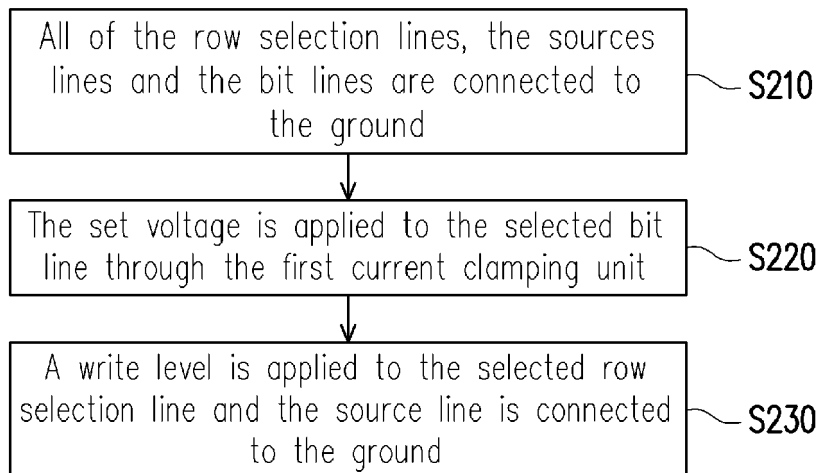 All of the row selection lines, the sources
lines and the bit lines are connected to
the ground
S210
The set voltage is applied to the selected bit
line through the first current clamping unit
S220
A write level is applied to the selected row
selection line and the source line is connected
to the ground
S230